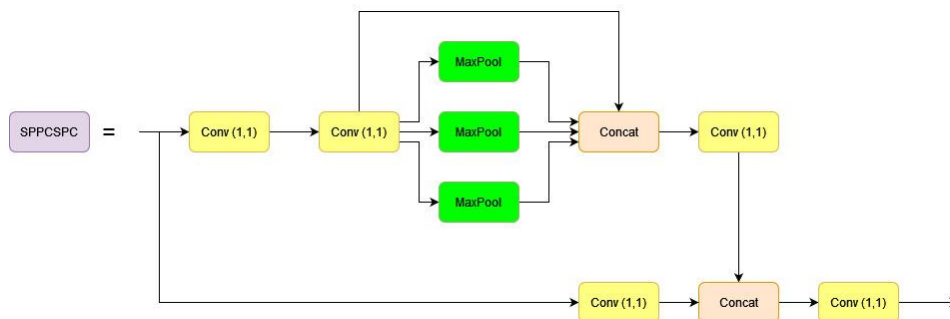 MaxPool
SPPCSPC = Conv (1,1) Conv (1,1) MaxPool Concat Conv (1,1)
MaxPool
Conv (1,1) Concat Conv (1,1)